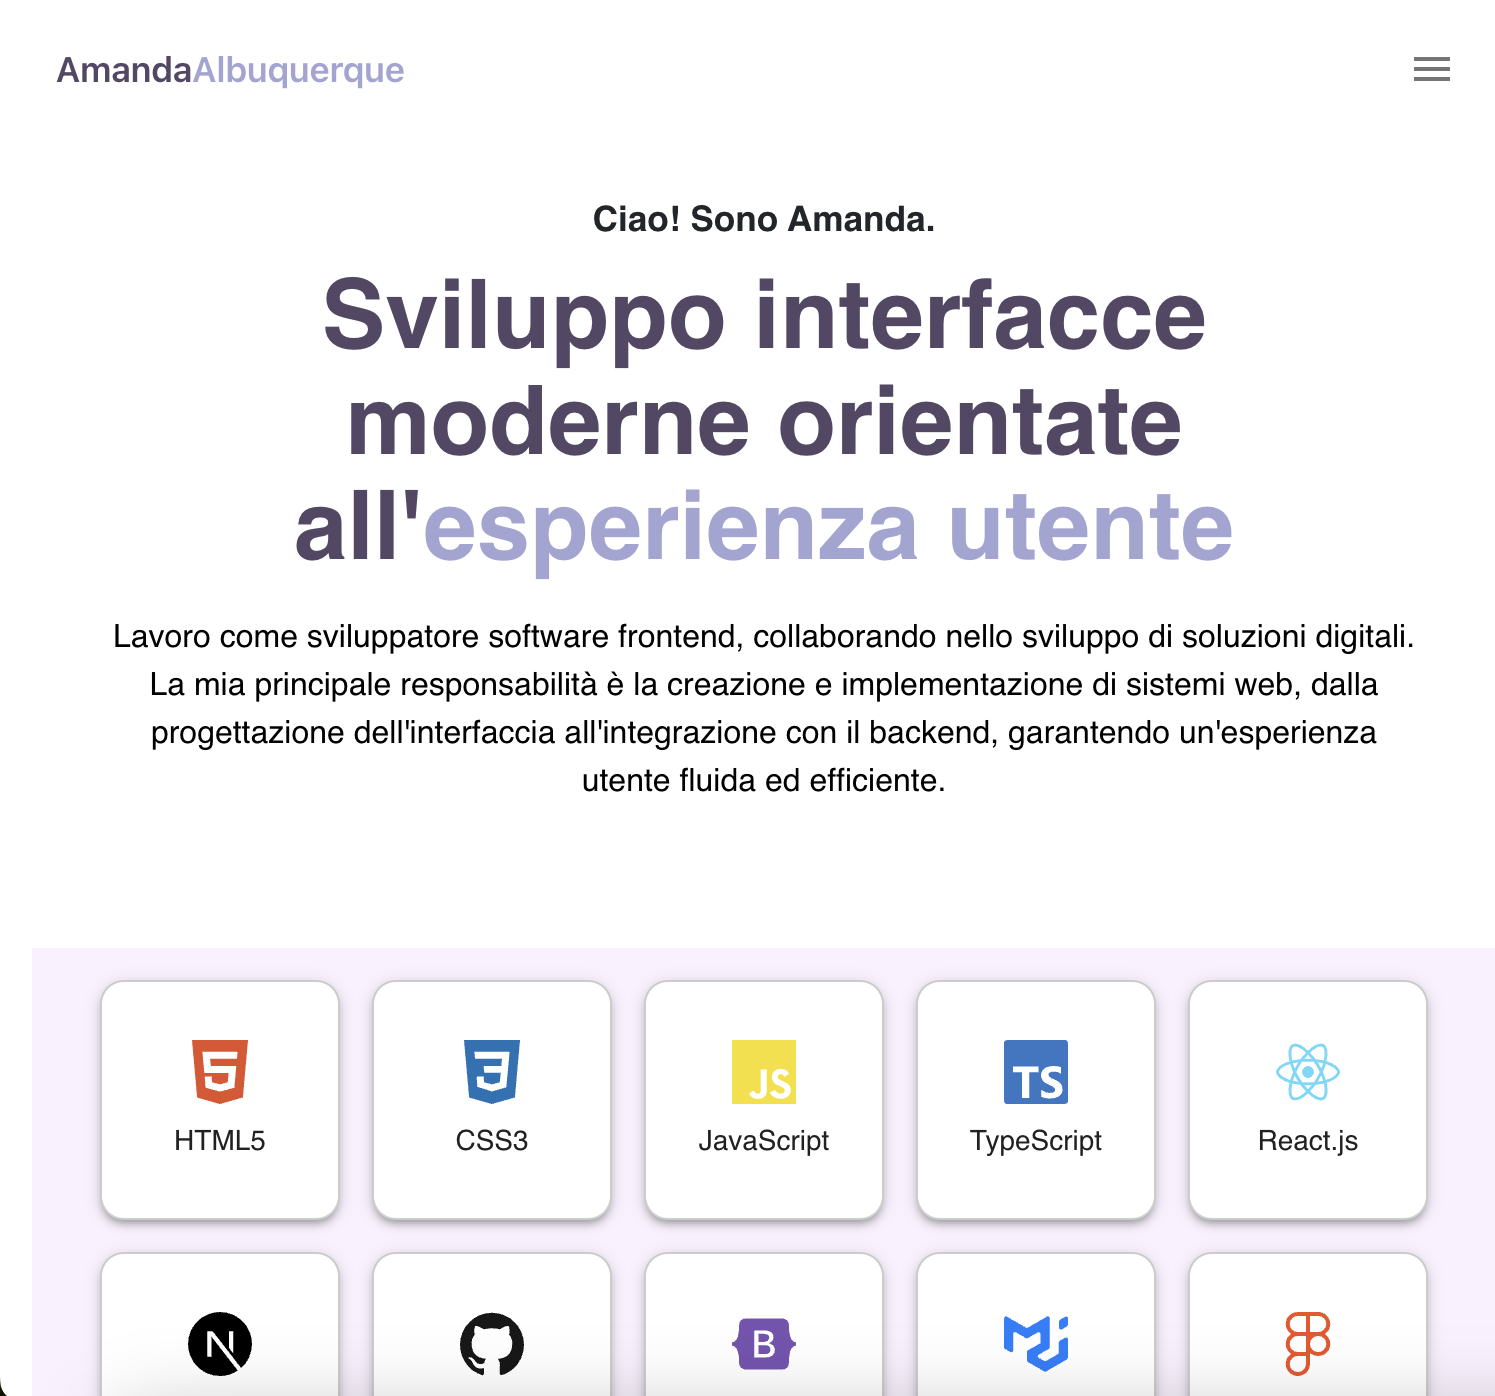 AmandaAlbuquerque
Ciao! Sono Amanda.
Sviluppo interfacce
moderne orientate
all'esperienza utente
Lavoro come sviluppatore software frontend, collaborando nello sviluppo di soluzioni digitali.
La mia principale responsabilità è la creazione e implementazione di sistemi web, dalla
progettazione dell'interfaccia all'integrazione con il backend, garantendo un'esperienza
utente fluida ed efficiente.
5
3
JS
TS
HTML5
CSS3
JavaScript
TypeScript
React.js
N
B